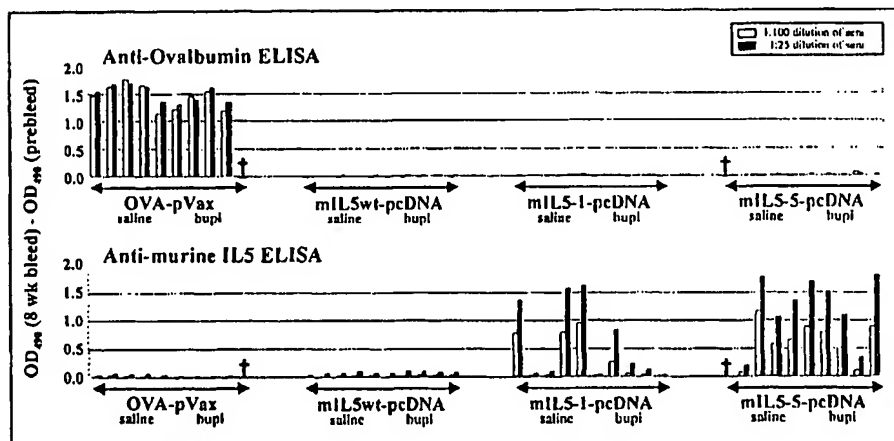 1:100 dilution of sera
1:25 dilution of sera
Anti-Ovalbumin ELISA
2.0
1.5
1.0
0.5
0.0
† †
OVA-pVax mIL5wt-pcDNA mIL5-1-pcDNA mIL5-5-pcDNA
saline bupi saline bupi saline bupi saline bupi
OD490 (8 wk bleed) - OD490 (prebleed)
Anti-murine IL5 ELISA
2.0
1.5
1.0
0.5
0.0
† †
OVA-pVax mIL5wt-pcDNA mIL5-1-pcDNA mIL5-5-pcDNA
saline bupi saline bupi saline bupi saline bupi